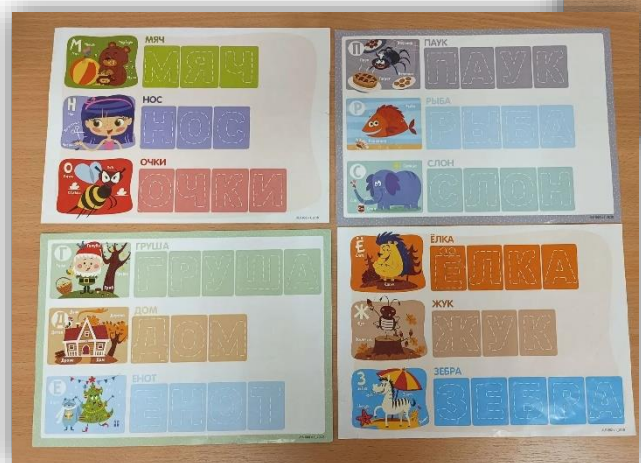 М
МЯЧ
МЯЧ
Н
НОС
НОС
О
ОЧКИ
ОЧКИ
П
ПАУК
ПАУК
Р
РЫБА
РЫБА
С
СЛОН
СЛОН
Г
ГРУША
ГРУША
Д
ДОМ
ДОМ
Е
ЕНОТ
ЕНОТ
Ё
ЁЛКА
ЁЛКА
Ж
ЖУК
ЖУК
З
ЗЕБРА
ЗЕБРА